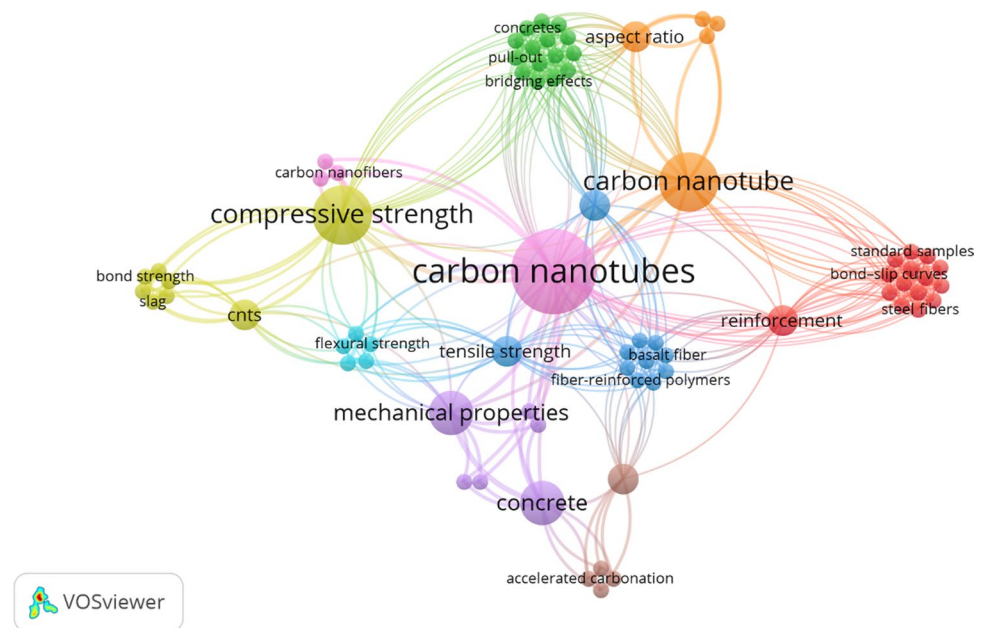 concretes
aspect ratio
pull-out
bridging effects
carbon nanofibers
carbon nanotube
compressive strength
standard samples
carbon nanotubes
bond-slip curves
bond strength
slag
steel fibers
cnts
reinforcement
flexural strength
tensile strength
basalt fiber
fiber-reinforced polymers
mechanical properties
concrete
accelerated carbonation
VOSviewer